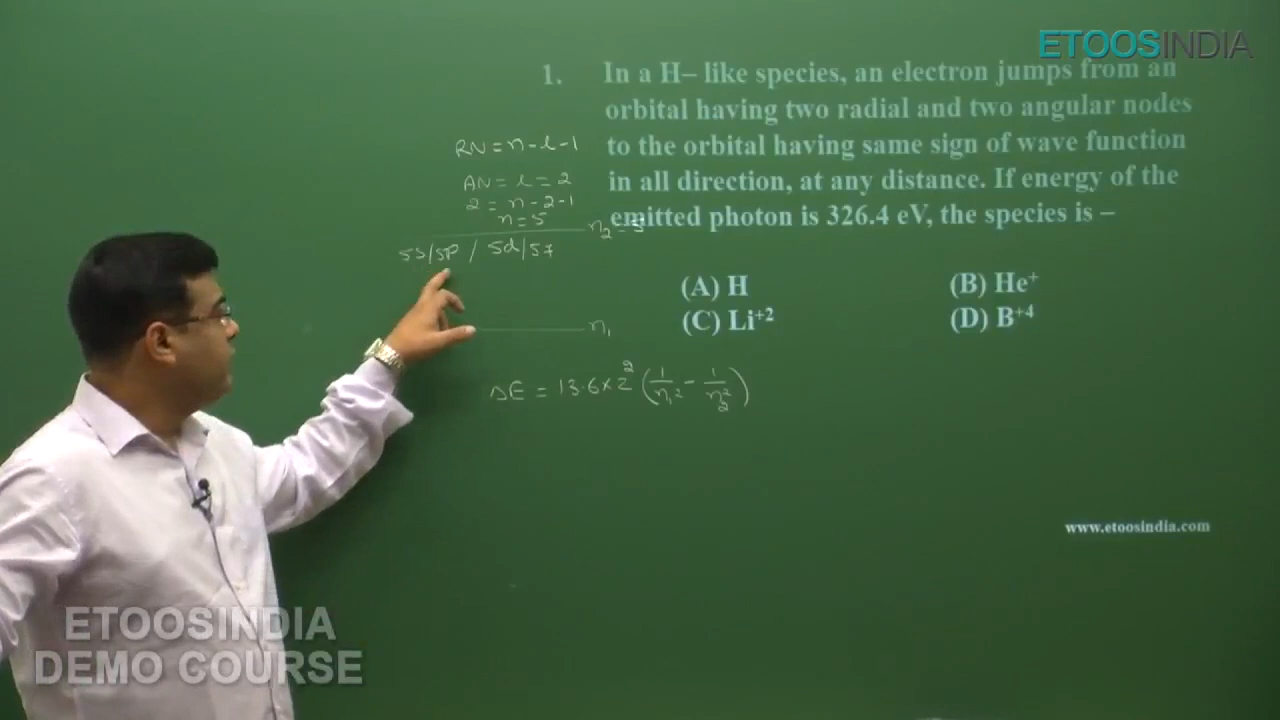 ETOOSINDIA
1. In a H– like species, an electron jumps from an
orbital having two radial and two angular nodes
to the orbital having same sign of wave function
in all direction, at any distance. If energy of the
emitted photon is 326.4 eV, the species is –
(A) H (B) He⁺
(C) Li⁺² (D) B⁺⁴
RN = n - l - 1
AN = l = 2
2 = n - 2 - 1
n = 5
n₂ = 5
5s/5p / 5d/5f
n₁
ΔE = 13.6 × Z² (1/n₁² - 1/n₂²)
www.etoosindia.com
ETOOSINDIA
DEMO COURSE